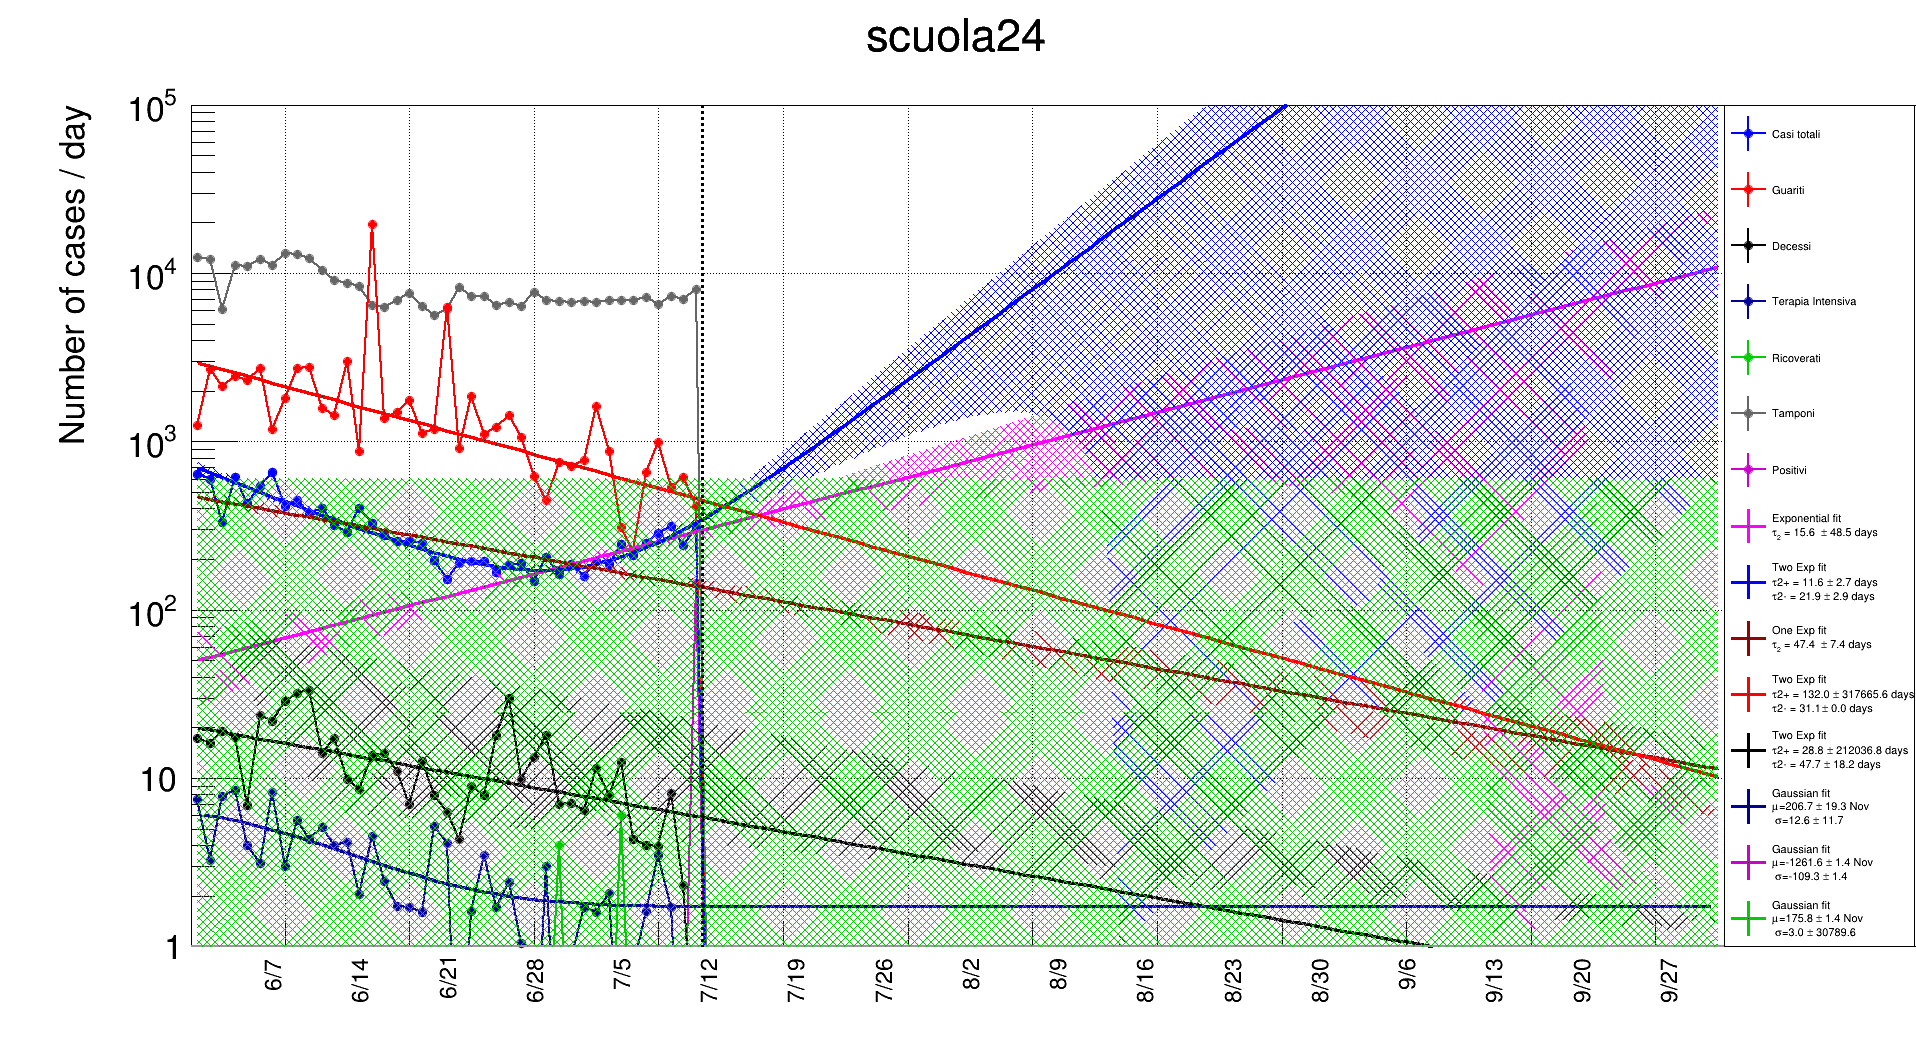 scuola24
Number of cases / day
10^5
10^4
10^3
10^2
10
1
6/7
6/14
6/21
6/28
7/5
7/12
7/19
7/26
8/2
8/9
8/16
8/23
8/30
9/6
9/13
9/20
9/27
Casi totali
Guariti
Decessi
Terapia Intensiva
Ricoverati
Tamponi
Positivi
Exponential fit
τ_2 = 15.6 ± 48.5 days
Two Exp fit
τ2+ = 11.6 ± 2.7 days
τ2- = 21.9 ± 2.9 days
One Exp fit
τ_2 = 47.4 ± 7.4 days
Two Exp fit
τ2+ = 132.0 ± 317665.6 days
τ2- = 31.1 ± 0.0 days
Two Exp fit
τ2+ = 28.8 ± 212036.8 days
τ2- = 47.7 ± 18.2 days
Gaussian fit
μ=206.7 ± 19.3 Nov
σ=12.6 ± 11.7
Gaussian fit
μ=-1261.6 ± 1.4 Nov
σ=-109.3 ± 1.4
Gaussian fit
μ=175.8 ± 1.4 Nov
σ=3.0 ± 30789.6